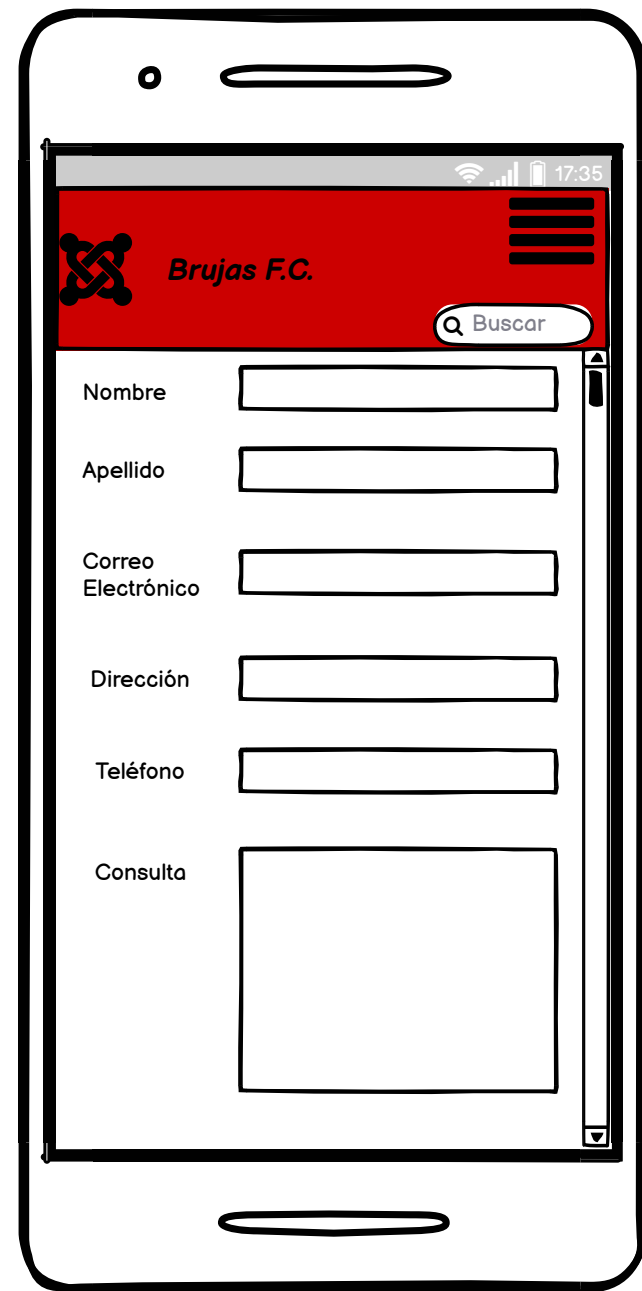 17:35
Brujas F.C.
Buscar
Nombre
Apellido
Correo
Electrónico
Dirección
Teléfono
Consulta